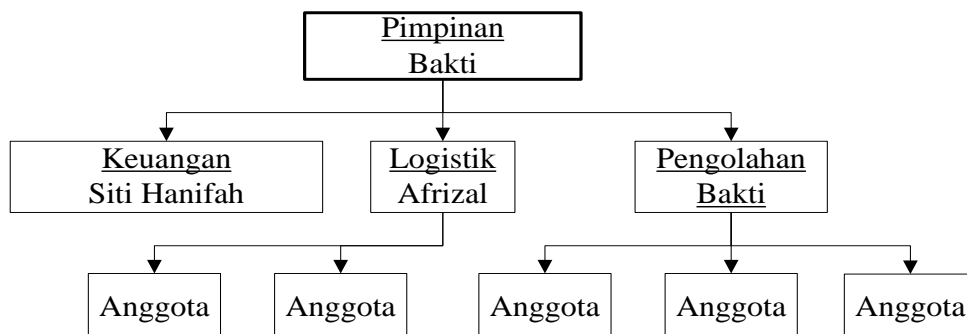 Pimpinan
Bakti
Keuangan
Siti Hanifah
Logistik
Afrizal
Pengolahan
Bakti
Anggota
Anggota
Anggota
Anggota
Anggota